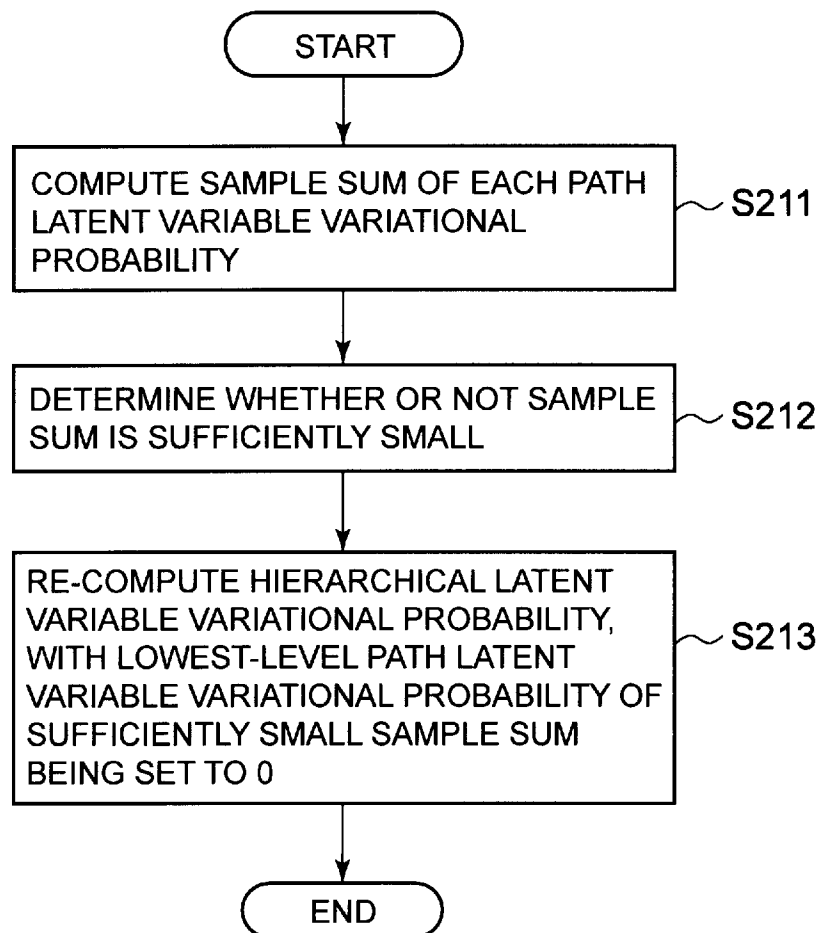 START
COMPUTE SAMPLE SUM OF EACH PATH
LATENT VARIABLE VARIATIONAL
PROBABILITY
S211
DETERMINE WHETHER OR NOT SAMPLE
SUM IS SUFFICIENTLY SMALL
S212
RE-COMPUTE HIERARCHICAL LATENT
VARIABLE VARIATIONAL PROBABILITY,
WITH LOWEST-LEVEL PATH LATENT
VARIABLE VARIATIONAL PROBABILITY OF
SUFFICIENTLY SMALL SAMPLE SUM
BEING SET TO 0
S213
END